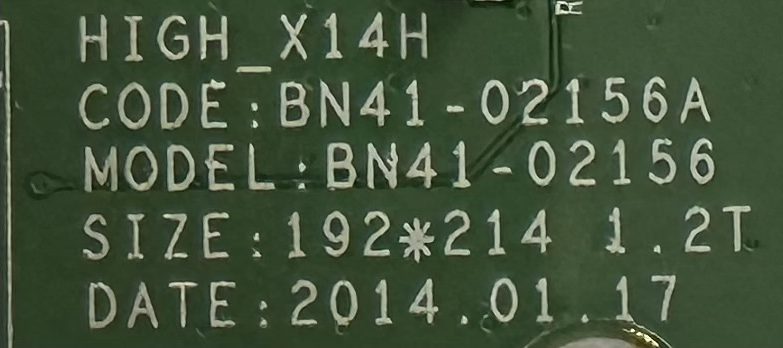 HIGH_X14H
CODE:BN41-02156A
MODEL:BN41-02156
SIZE:192*214 1.2T
DATE:2014.01.17